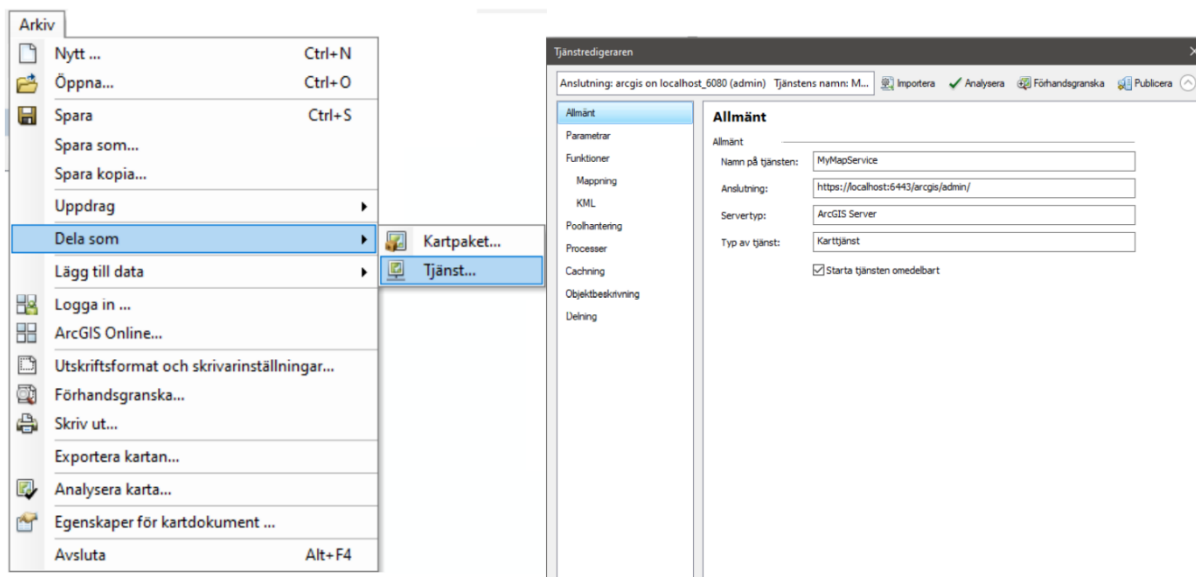 Arkiv
Nytt ... Ctrl+N
Öppna... Ctrl+O
Spara Ctrl+S
Spara som...
Spara kopia...
Uppdrag
Dela som
Lägg till data
Logga in ...
ArcGIS Online...
Utskriftsformat och skrivarinställningar...
Förhandsgranska...
Skriv ut...
Exportera kartan...
Analysera karta...
Egenskaper för kartdokument ...
Avsluta Alt+F4
Kartpaket...
Tjänst...
Tjänstredigeraren
Anslutning: arcgis on localhost_6080 (admin) Tjänstens namn: M... Importera Analysera Förhandsgranska Publicera
Allmänt
Parametrar
Funktioner
Mappning
KML
Poolhantering
Processer
Cachning
Objektbeskrivning
Delning
Allmänt
Allmänt
Namn på tjänsten: MyMapService
Anslutning: https://localhost:6443/arcgis/admin/
Servertyp: ArcGIS Server
Typ av tjänst: Karttjänst
Starta tjänsten omedelbart